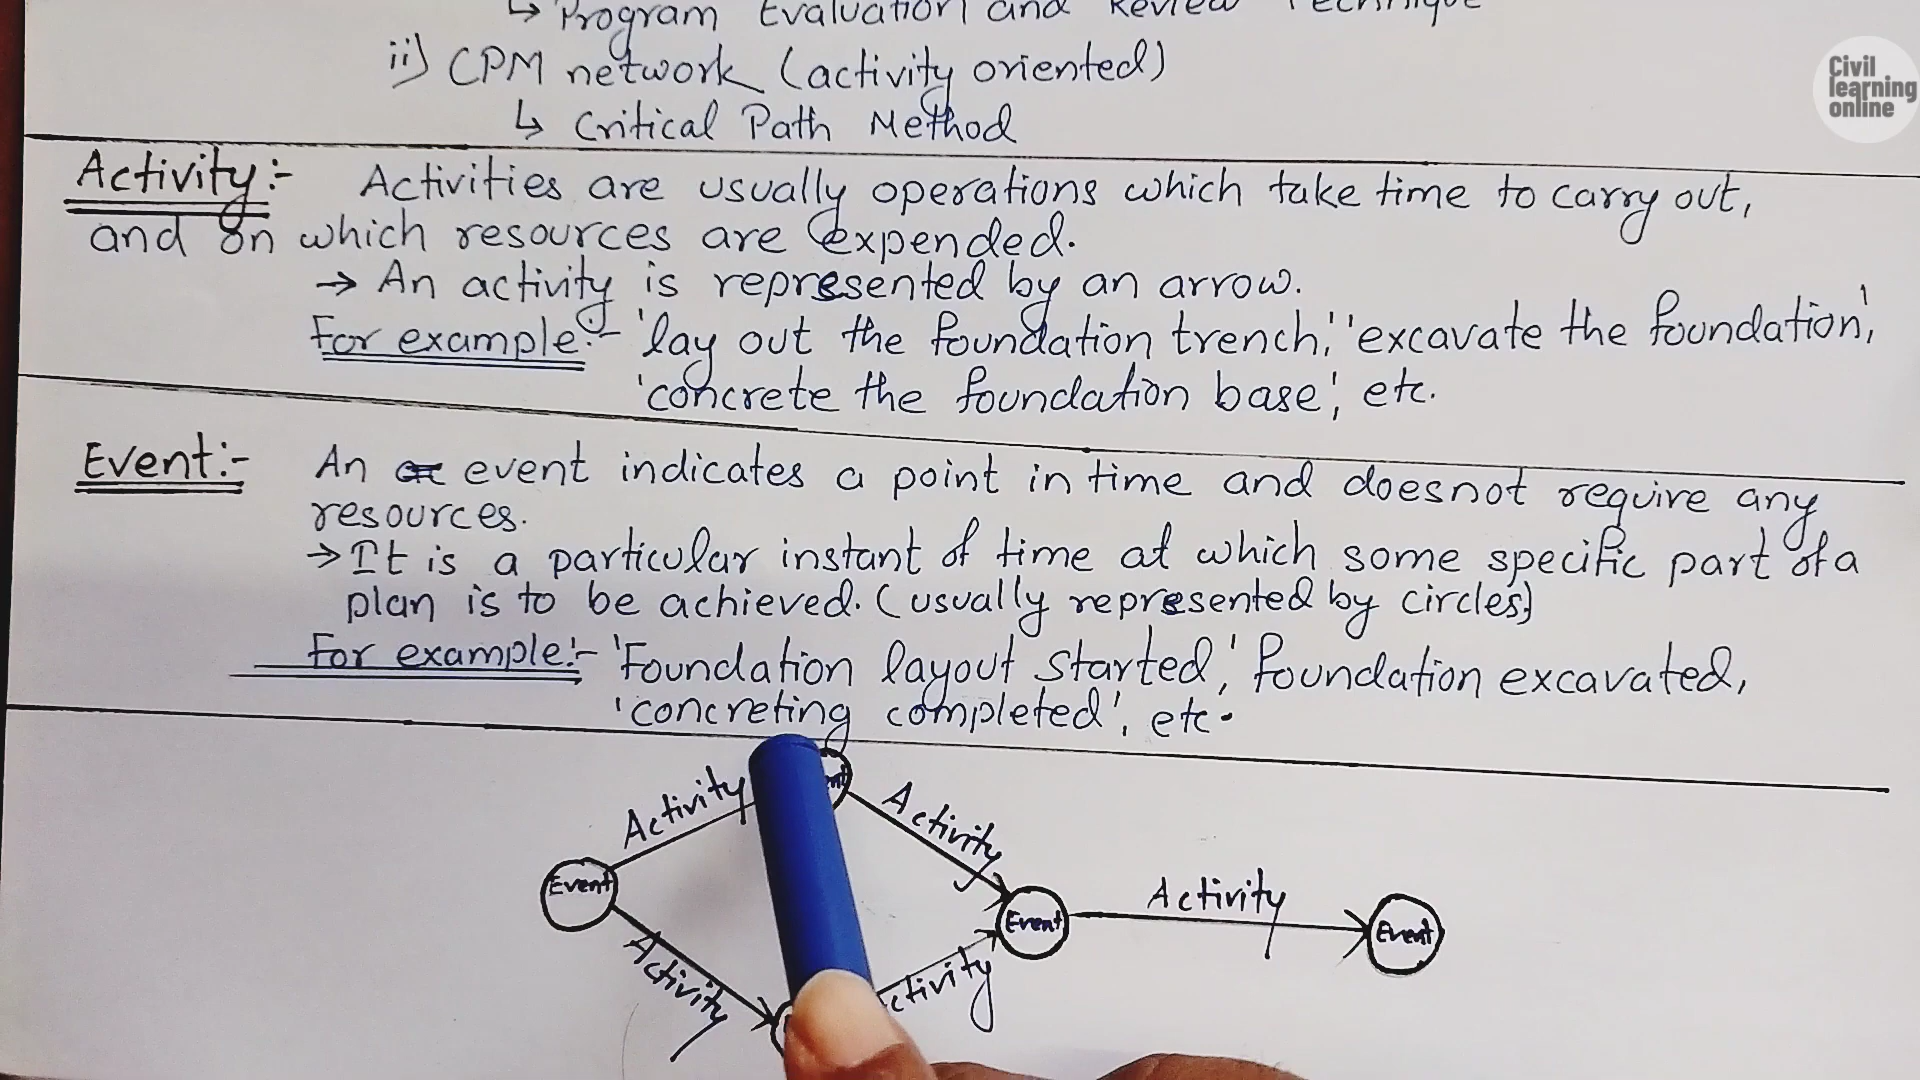 ↳ Program Evaluation and Review Technique
ii) CPM network (activity oriented)
↳ Critical Path Method
Civil
learning
online
Activity:- Activities are usually operations which take time to carry out,
and on which resources are expended.
→ An activity is represented by an arrow.
For example:- 'lay out the foundation trench,' 'excavate the foundation',
'concrete the foundation base', etc.
Event:- An event indicates a point in time and doesnot require any
resources.
→ It is a particular instant of time at which some specific part of a
plan is to be achieved. (usually represented by circles)
For example:- 'Foundation layout started,' foundation excavated,
'concreting completed', etc.
Activity
Activity
Event
Activity
Event
Activity
Event
Activity